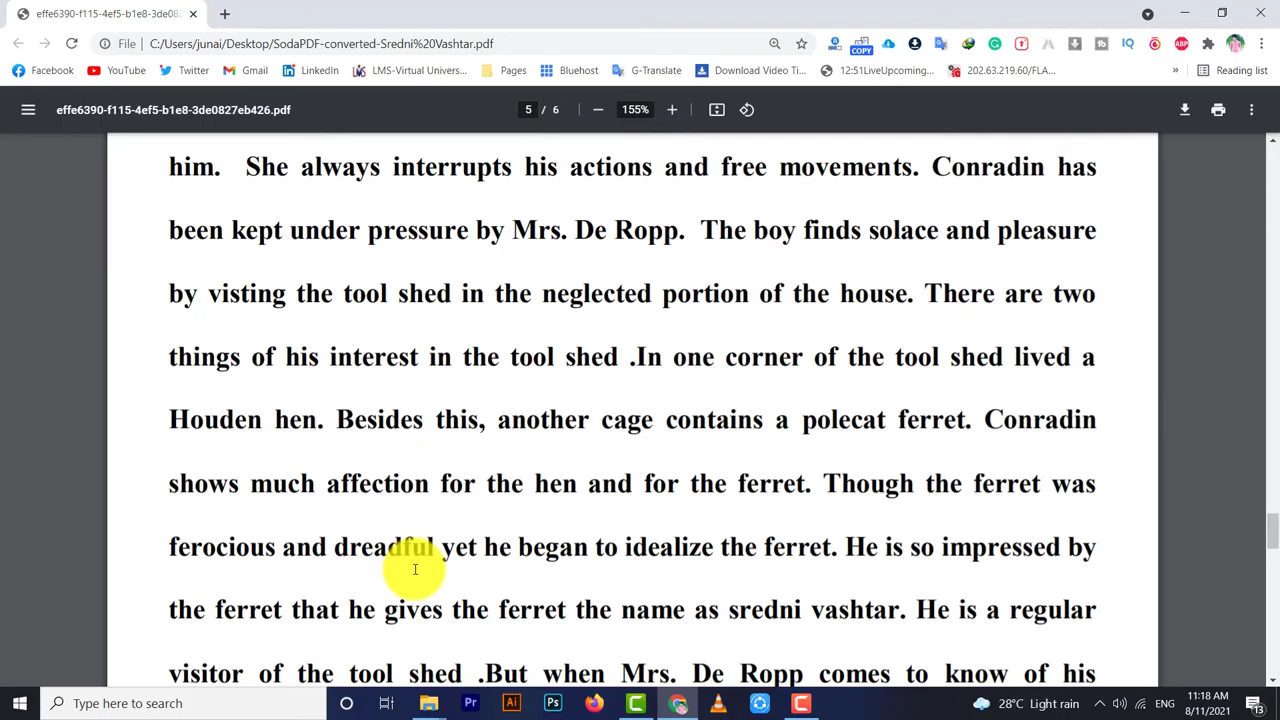 effe6390-f115-4ef5-b1e8-3de0827eb426
File C:/Users/junai/Desktop/SodaPDF-converted-Sredni%20Vashtar.pdf
COPY
ABP
Facebook YouTube Twitter Gmail LinkedIn LMS-Virtual Univers... Pages Bluehost G-Translate Download Video Ti... 12:51LiveUpcoming... 202.63.219.60/FLA... » Reading list
effe6390-f115-4ef5-b1e8-3de0827eb426.pdf 5 / 6 — 155% +
him. She always interrupts his actions and free movements. Conradin has
been kept under pressure by Mrs. De Ropp. The boy finds solace and pleasure
by visting the tool shed in the neglected portion of the house. There are two
things of his interest in the tool shed .In one corner of the tool shed lived a
Houden hen. Besides this, another cage contains a polecat ferret. Conradin
shows much affection for the hen and for the ferret. Though the ferret was
ferocious and dreadful yet he began to idealize the ferret. He is so impressed by
the ferret that he gives the ferret the name as sredni vashtar. He is a regular
visitor of the tool shed .But when Mrs. De Ropp comes to know of his
Type here to search
Pr Ai Ps
28°C Light rain ENG
11:18 AM
8/11/2021